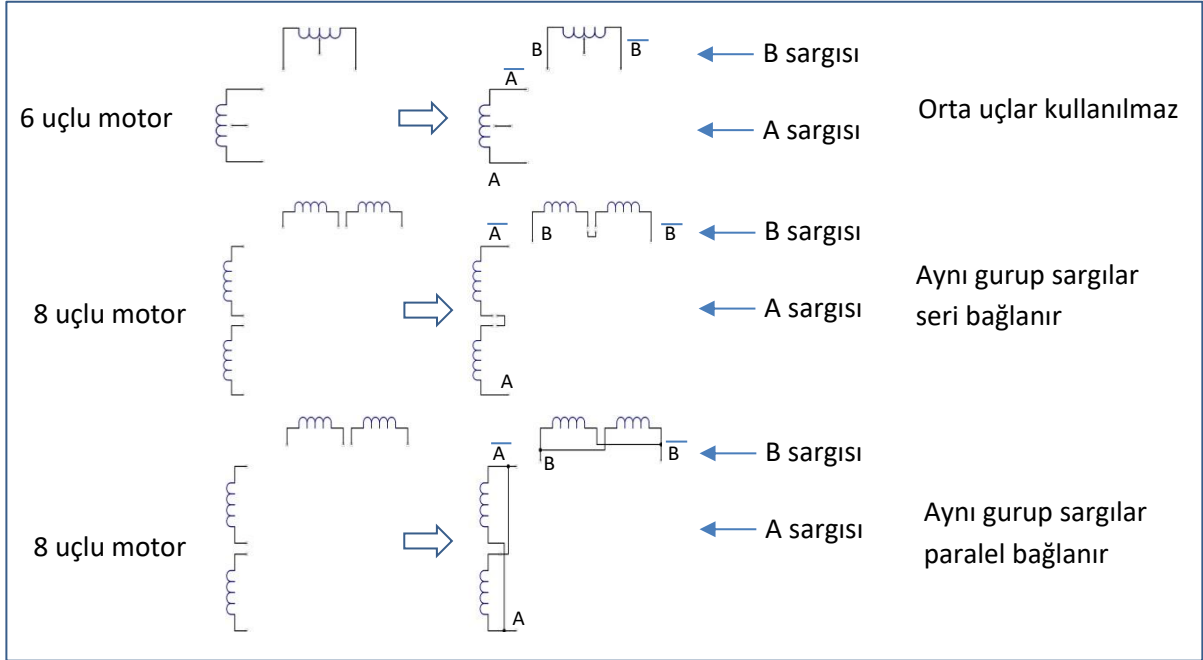 B
B
B sargısı
A
6 uçlu motor
A sargısı
Orta uçlar kullanılmaz
A
A
B
B
B sargısı
8 uçlu motor
A sargısı
Aynı gurup sargılar
seri bağlanır
A
A
B
B
B sargısı
8 uçlu motor
A sargısı
Aynı gurup sargılar
paralel bağlanır
A